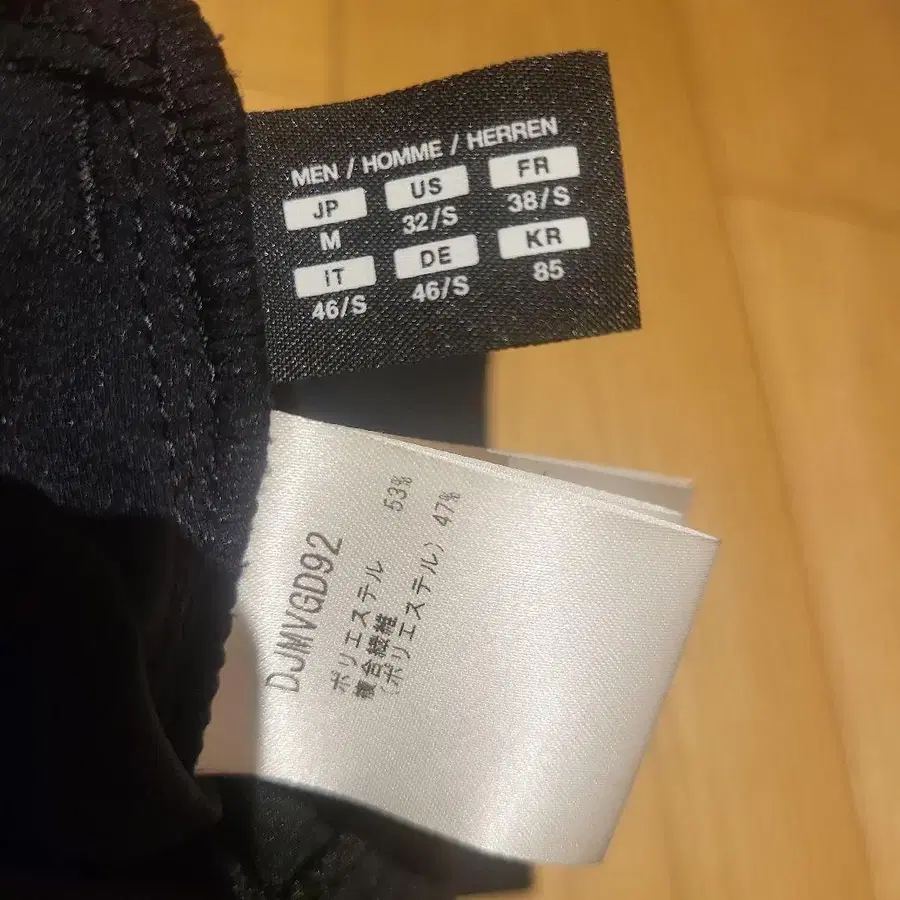 MEN / HOMME / HERREN
JP US FR
M 32/S 38/S
IT DE KR
46/S 46/S 85
DJMVGD92
ポリエステル 53%
複合繊維
(ポリエステル) 47%